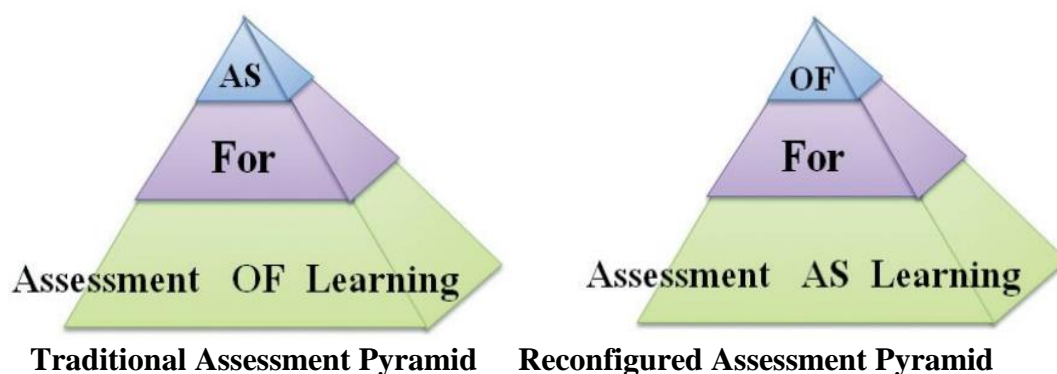 AS
For
Assessment OF Learning
Traditional Assessment Pyramid
OF
For
Assessment AS Learning
Reconfigured Assessment Pyramid